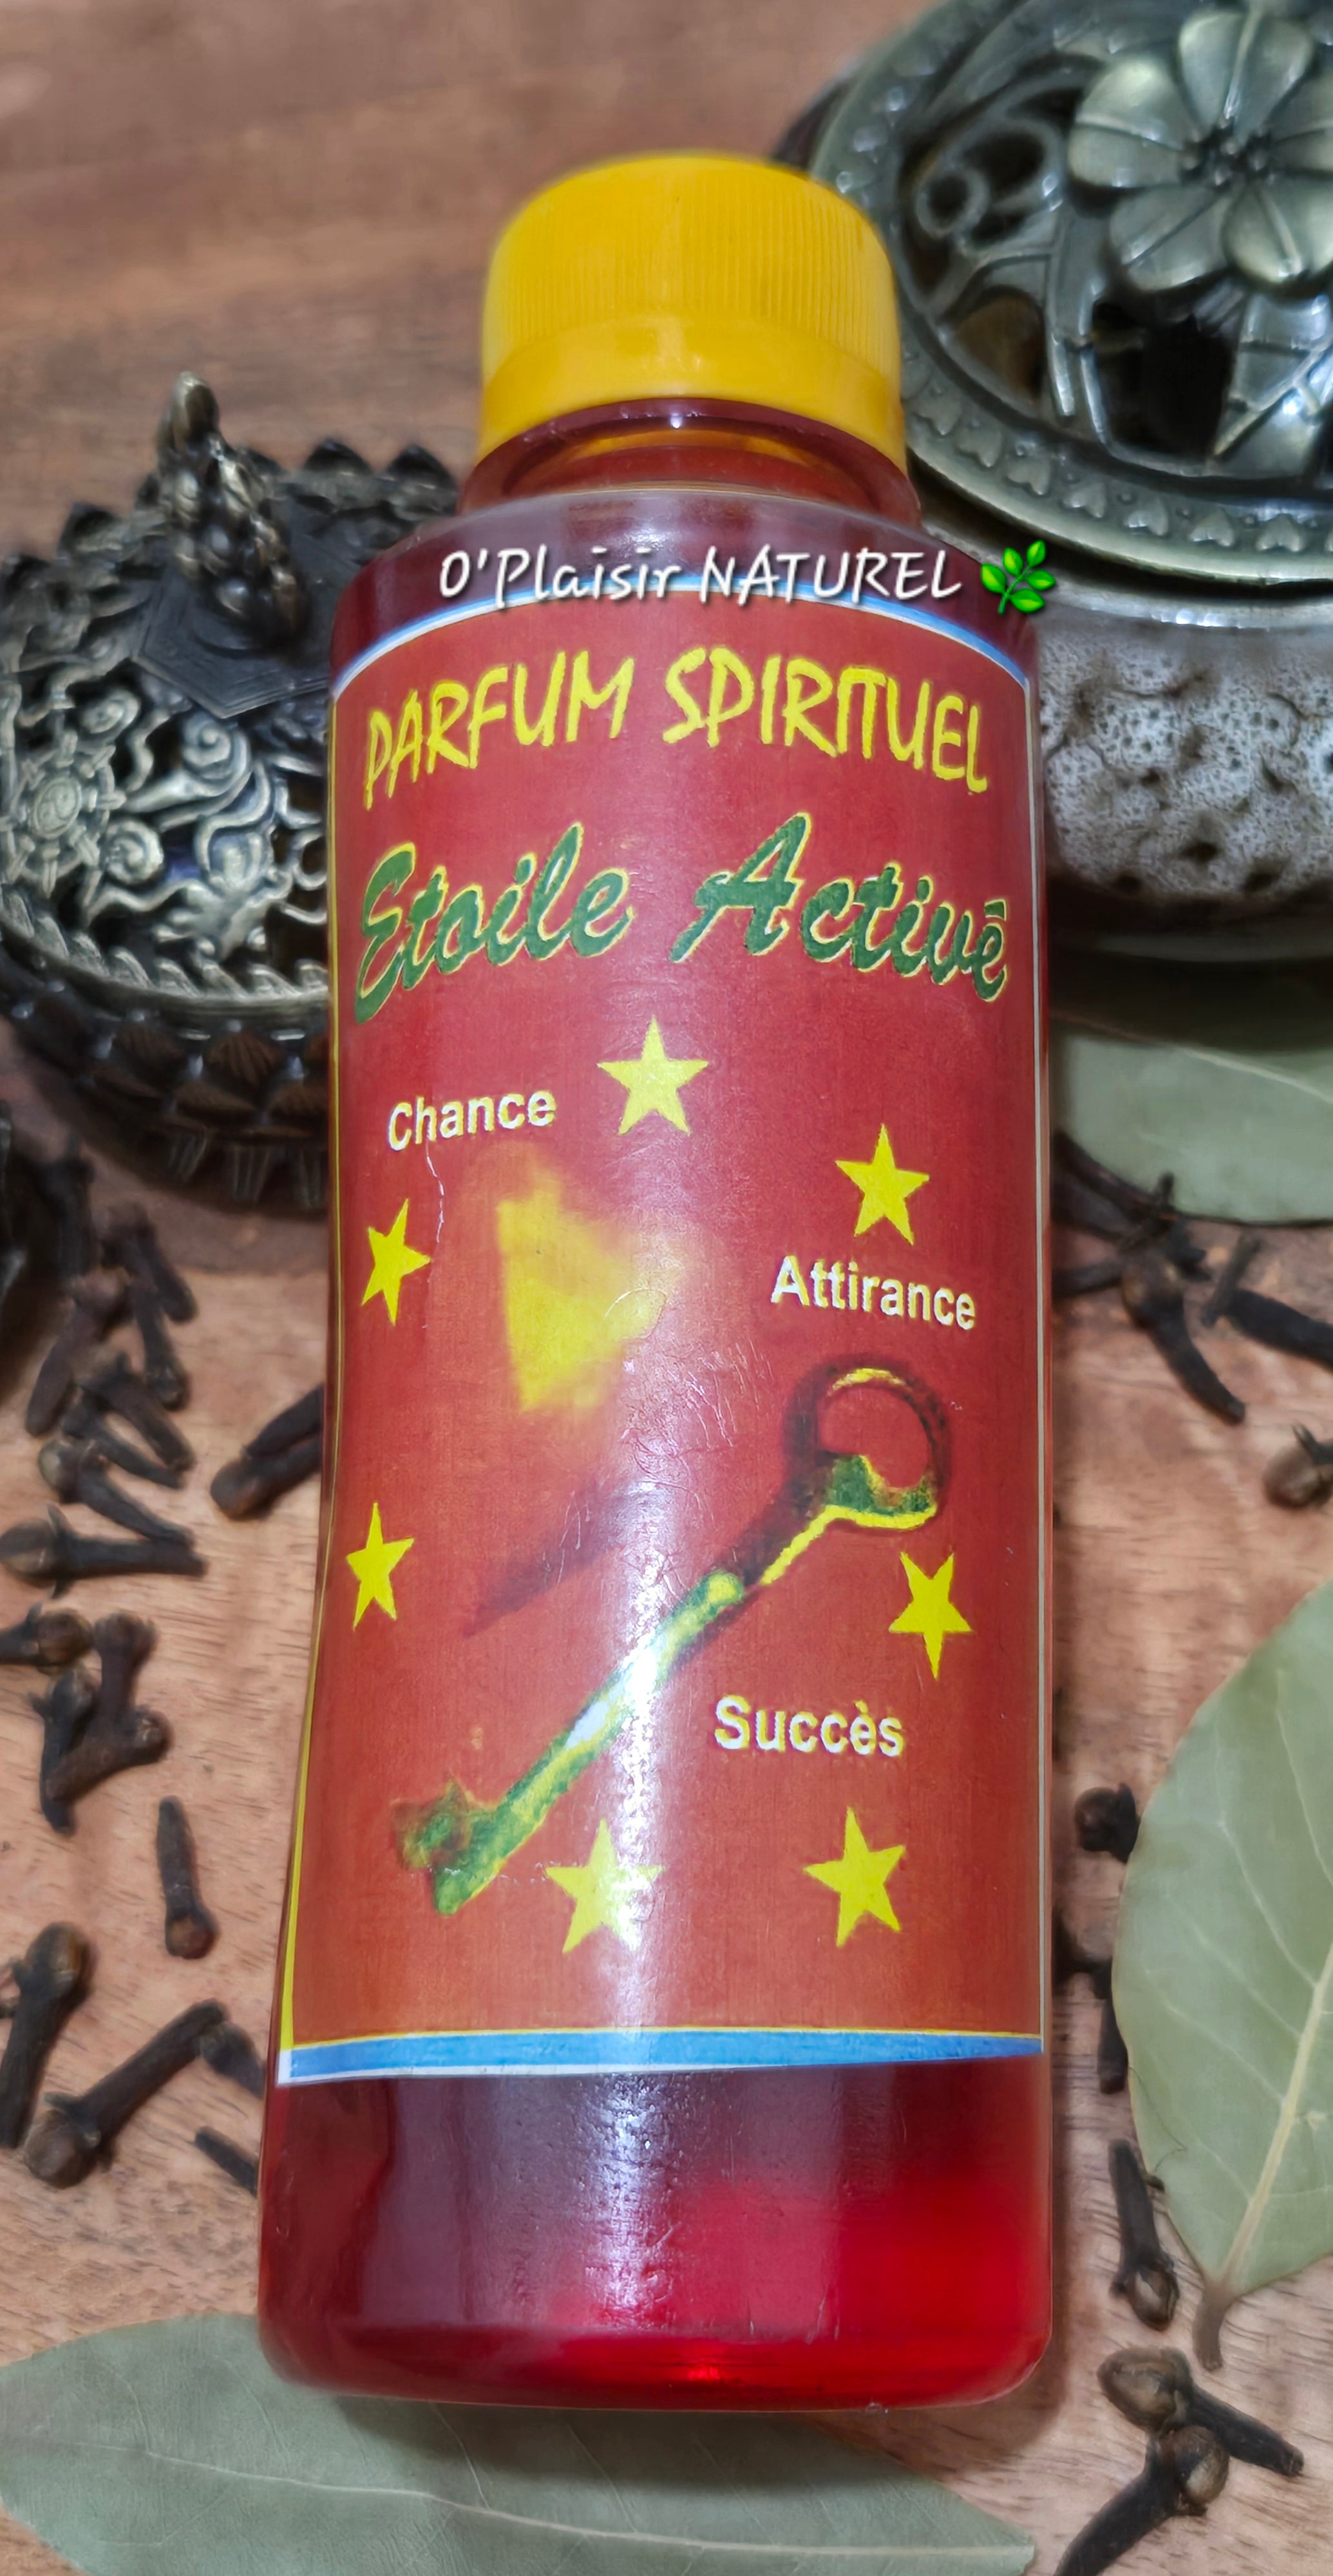 O'Plaisir NATUREL
PARFUM SPIRITUEL
Etoile Activé
Chance
Attirance
Succès